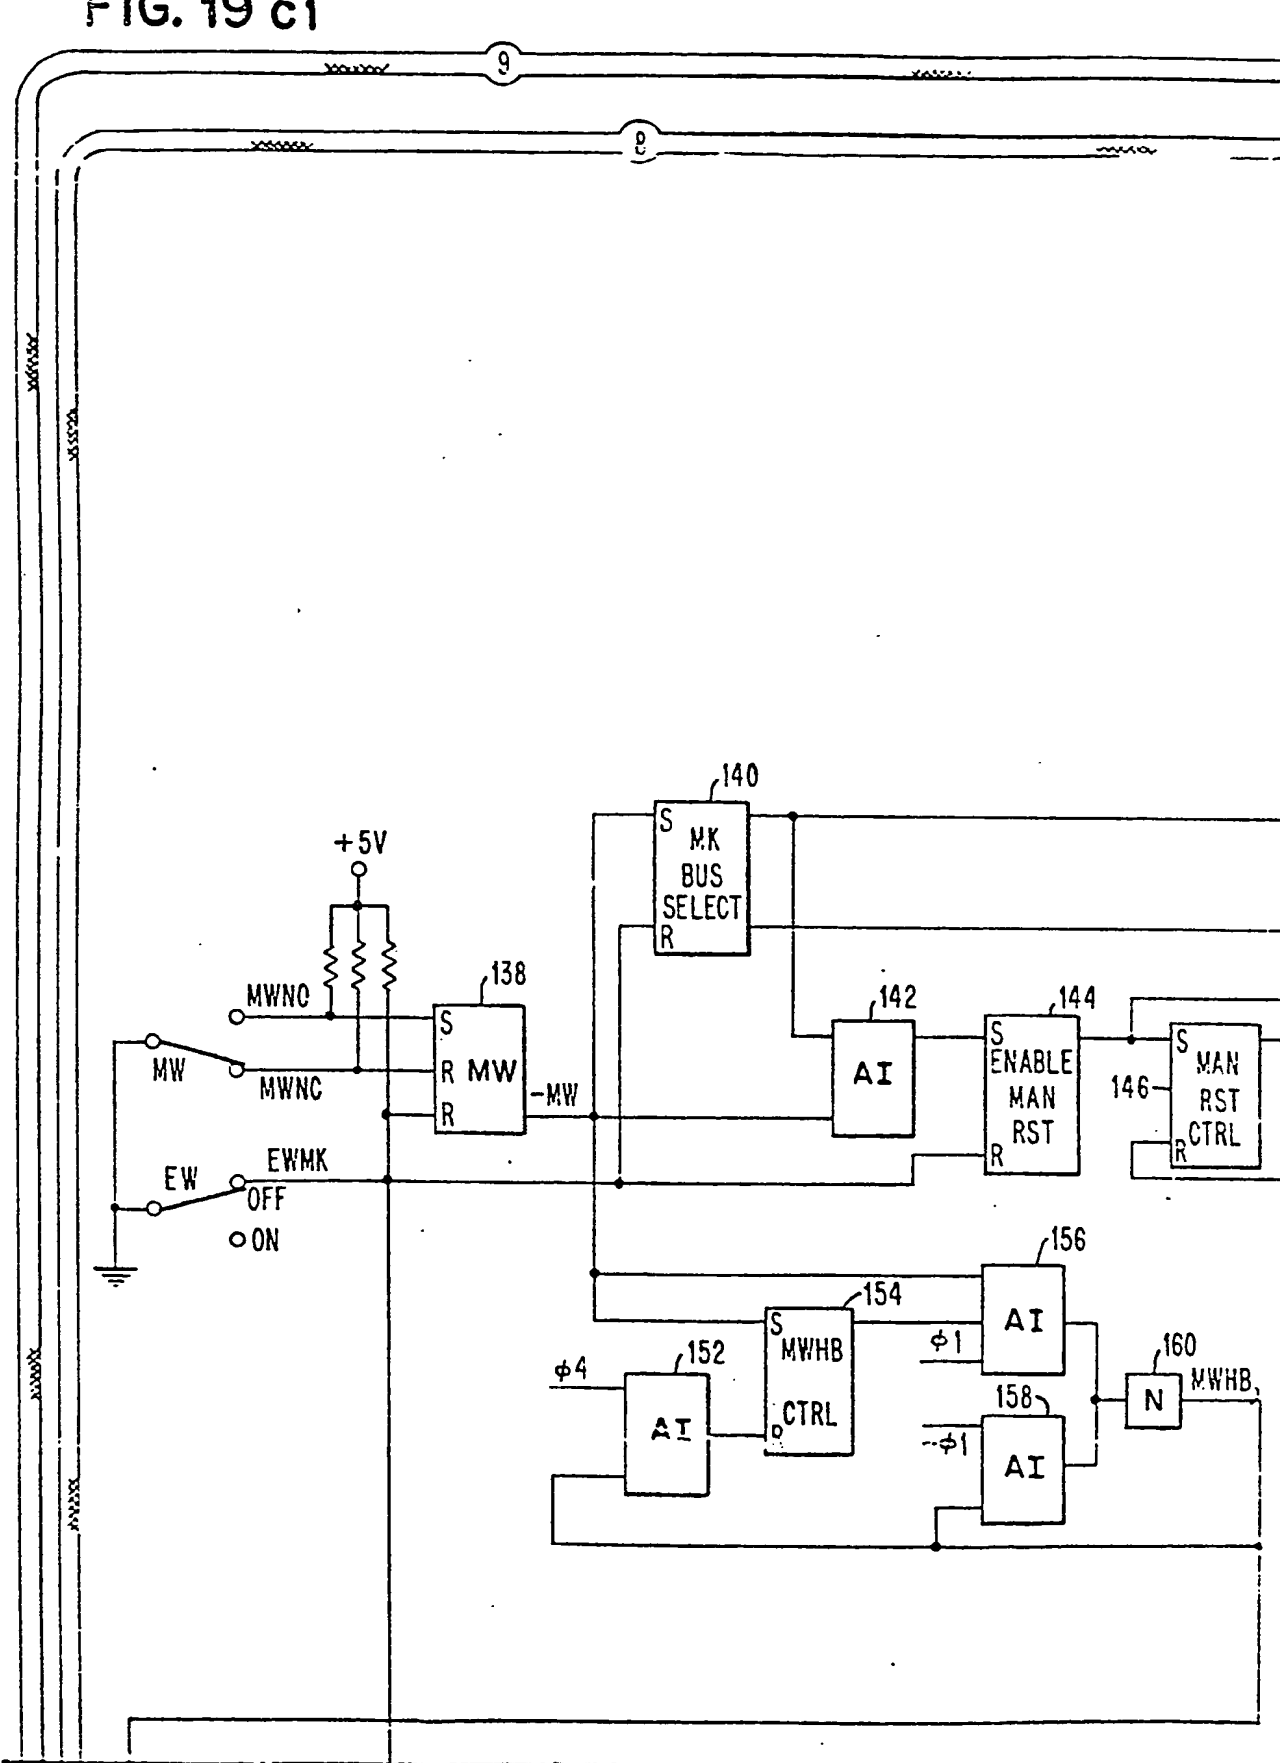 FIG. 19 c1
9
8
140
S
MK
BUS
SELECT
R
+5V
138
MWNO
S
MW
R MW
MWNC
R
-MW
142
AI
144
S
ENABLE
MAN
RST
R
146
S
MAN
RST
CTRL
R
EW
EWMK
OFF
ON
156
AI
154
S
MWHB
CTRL
R
φ1
152
φ4
AI
158
-φ1
AI
160
N
MWHB